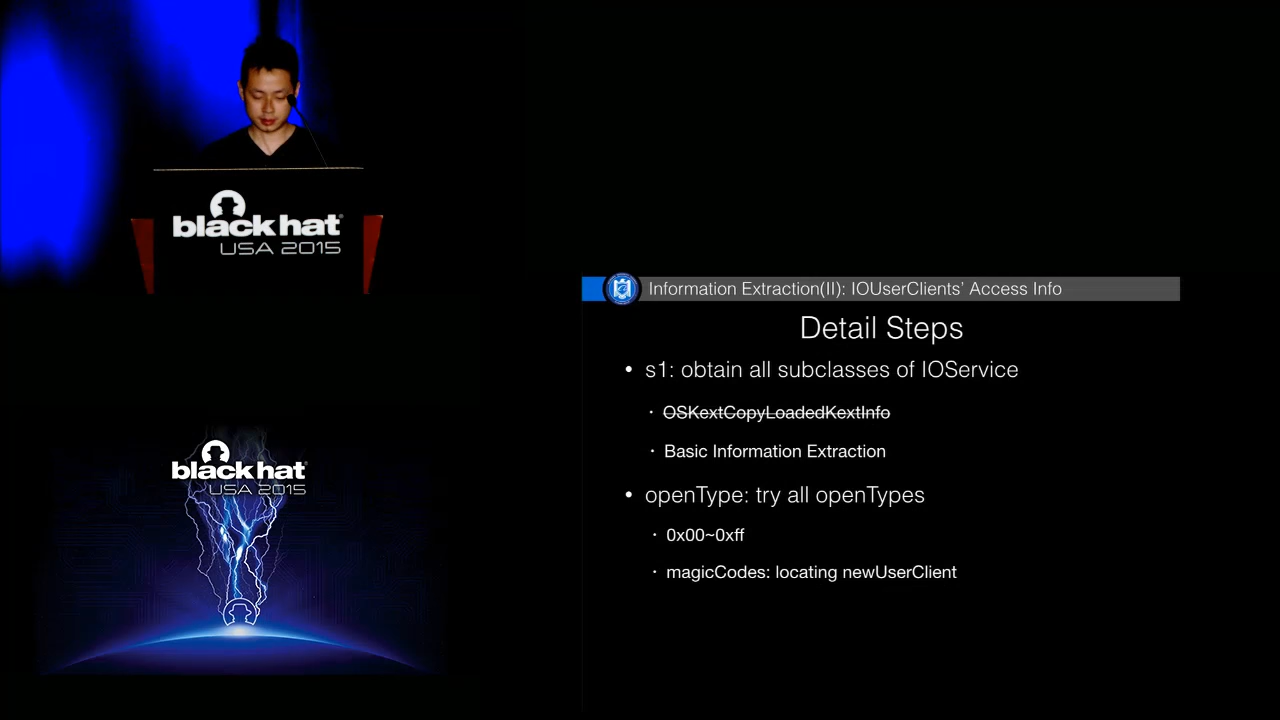 black hat
USA 2015
Information Extraction(II): IOUserClients' Access Info
Detail Steps
• s1: obtain all subclasses of IOService
· OSKextCopyLoadedKextInfo
· Basic Information Extraction
black hat
USA 2015
• openType: try all openTypes
· 0x00~0xff
· magicCodes: locating newUserClient